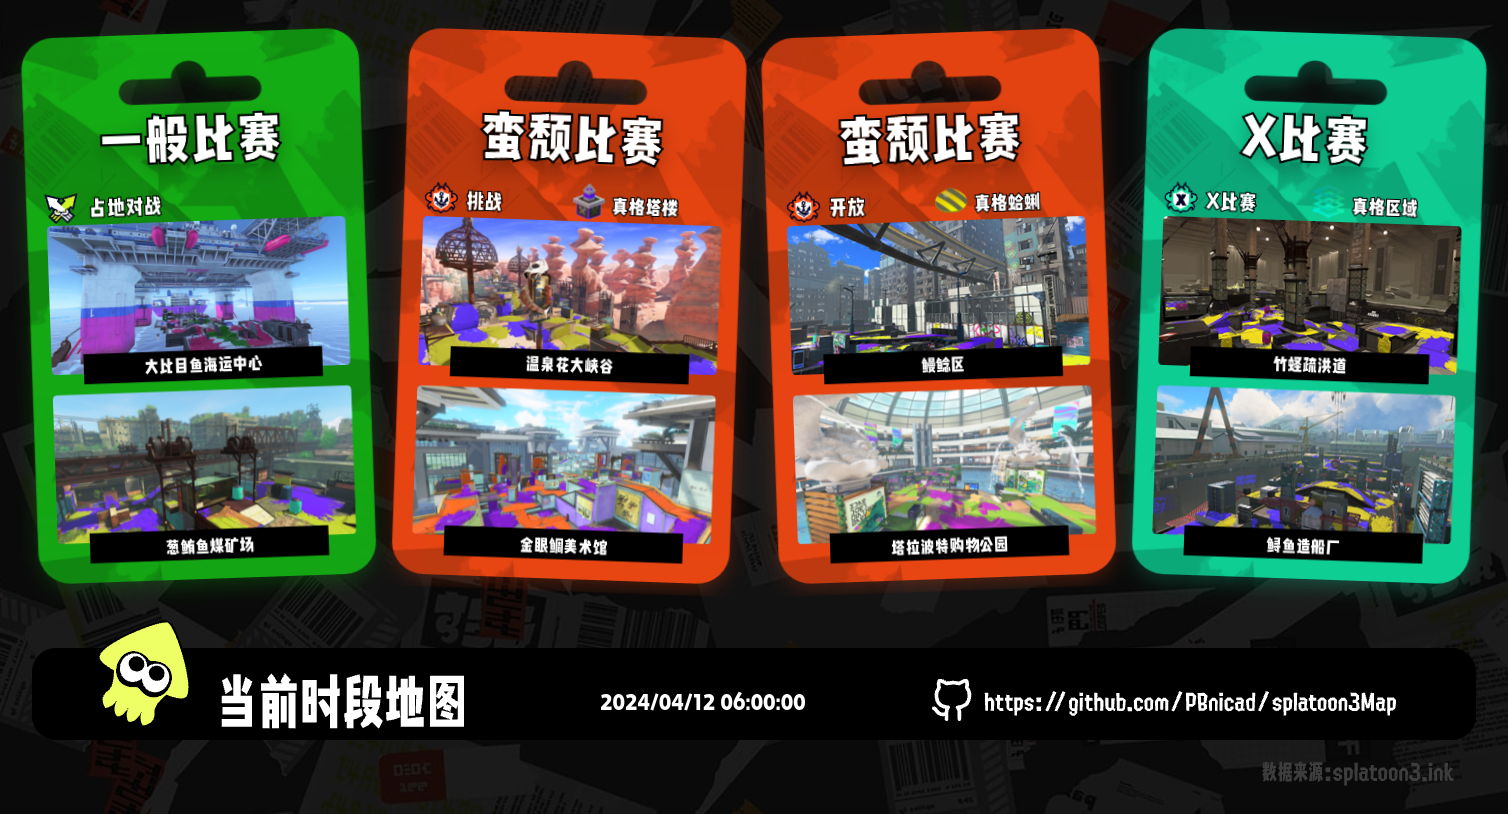 一般比赛
占地对战
大比目鱼海运中心
葱鲔鱼煤矿场
蛮颓比赛
挑战
真格塔楼
温泉花大峡谷
金眼鲷美术馆
蛮颓比赛
开放
真格蛤蜊
鳗鲶区
塔拉波特购物公园
X比赛
X比赛
真格区域
竹蛏疏洪道
鲟鱼造船厂
当前时段地图
2024/04/12 06:00:00
https://github.com/PBnicad/splatoon3Map
数据来源:splatoon3.ink